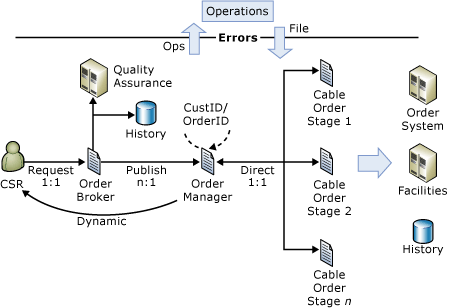 Operations
Ops
Errors
File
Quality
Assurance
History
CustID/
OrderID
Cable
Order
Stage 1
Order
System
CSR
Request
1:1
Order
Broker
Publish
n:1
Order
Manager
Direct
1:1
Cable
Order
Stage 2
Facilities
Dynamic
History
Cable
Order
Stage n